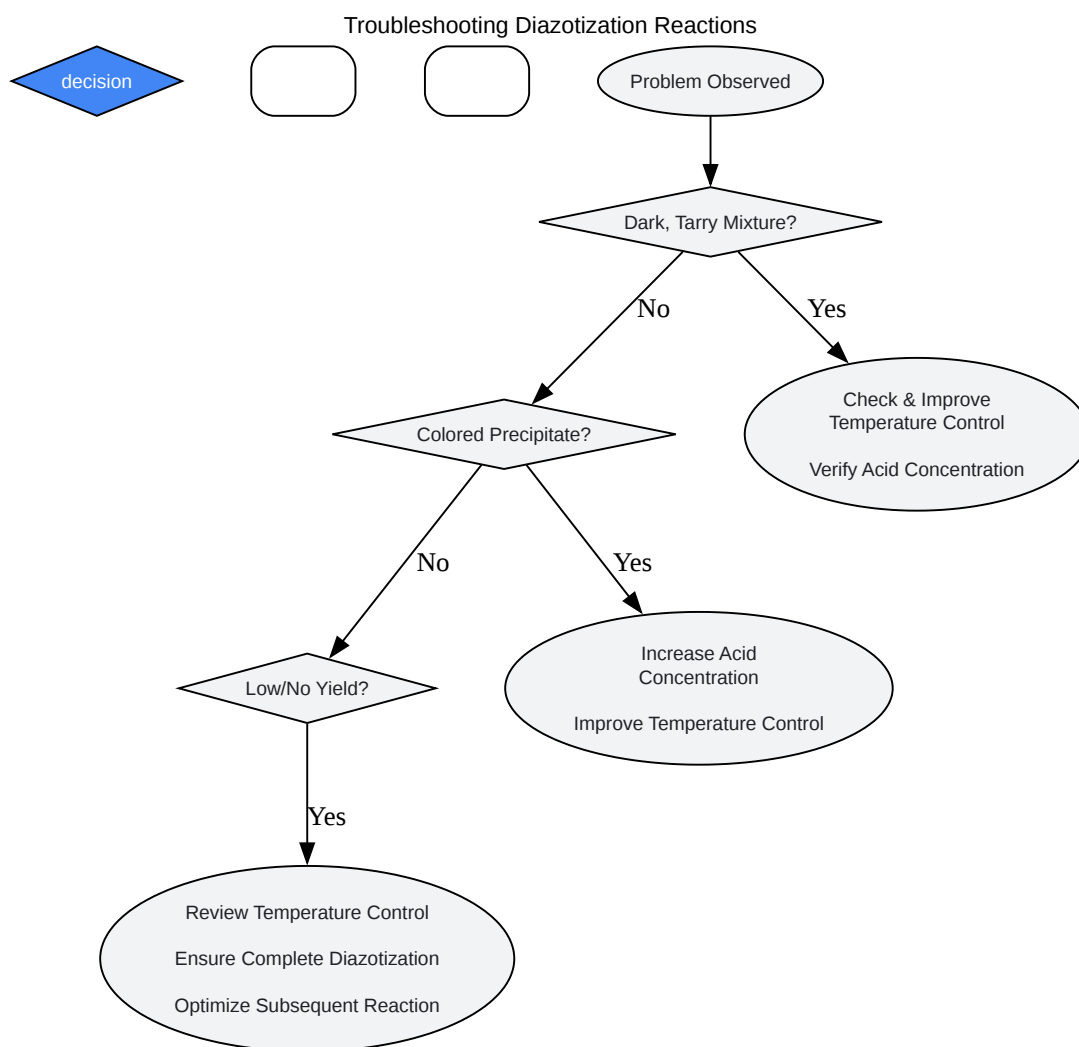 Troubleshooting Diazotization Reactions
decision
Problem Observed
Dark, Tarry Mixture?
No
Yes
Check & Improve
Temperature Control
Verify Acid Concentration
Colored Precipitate?
No
Yes
Increase Acid
Concentration
Improve Temperature Control
Low/No Yield?
Yes
Review Temperature Control
Ensure Complete Diazotization
Optimize Subsequent Reaction